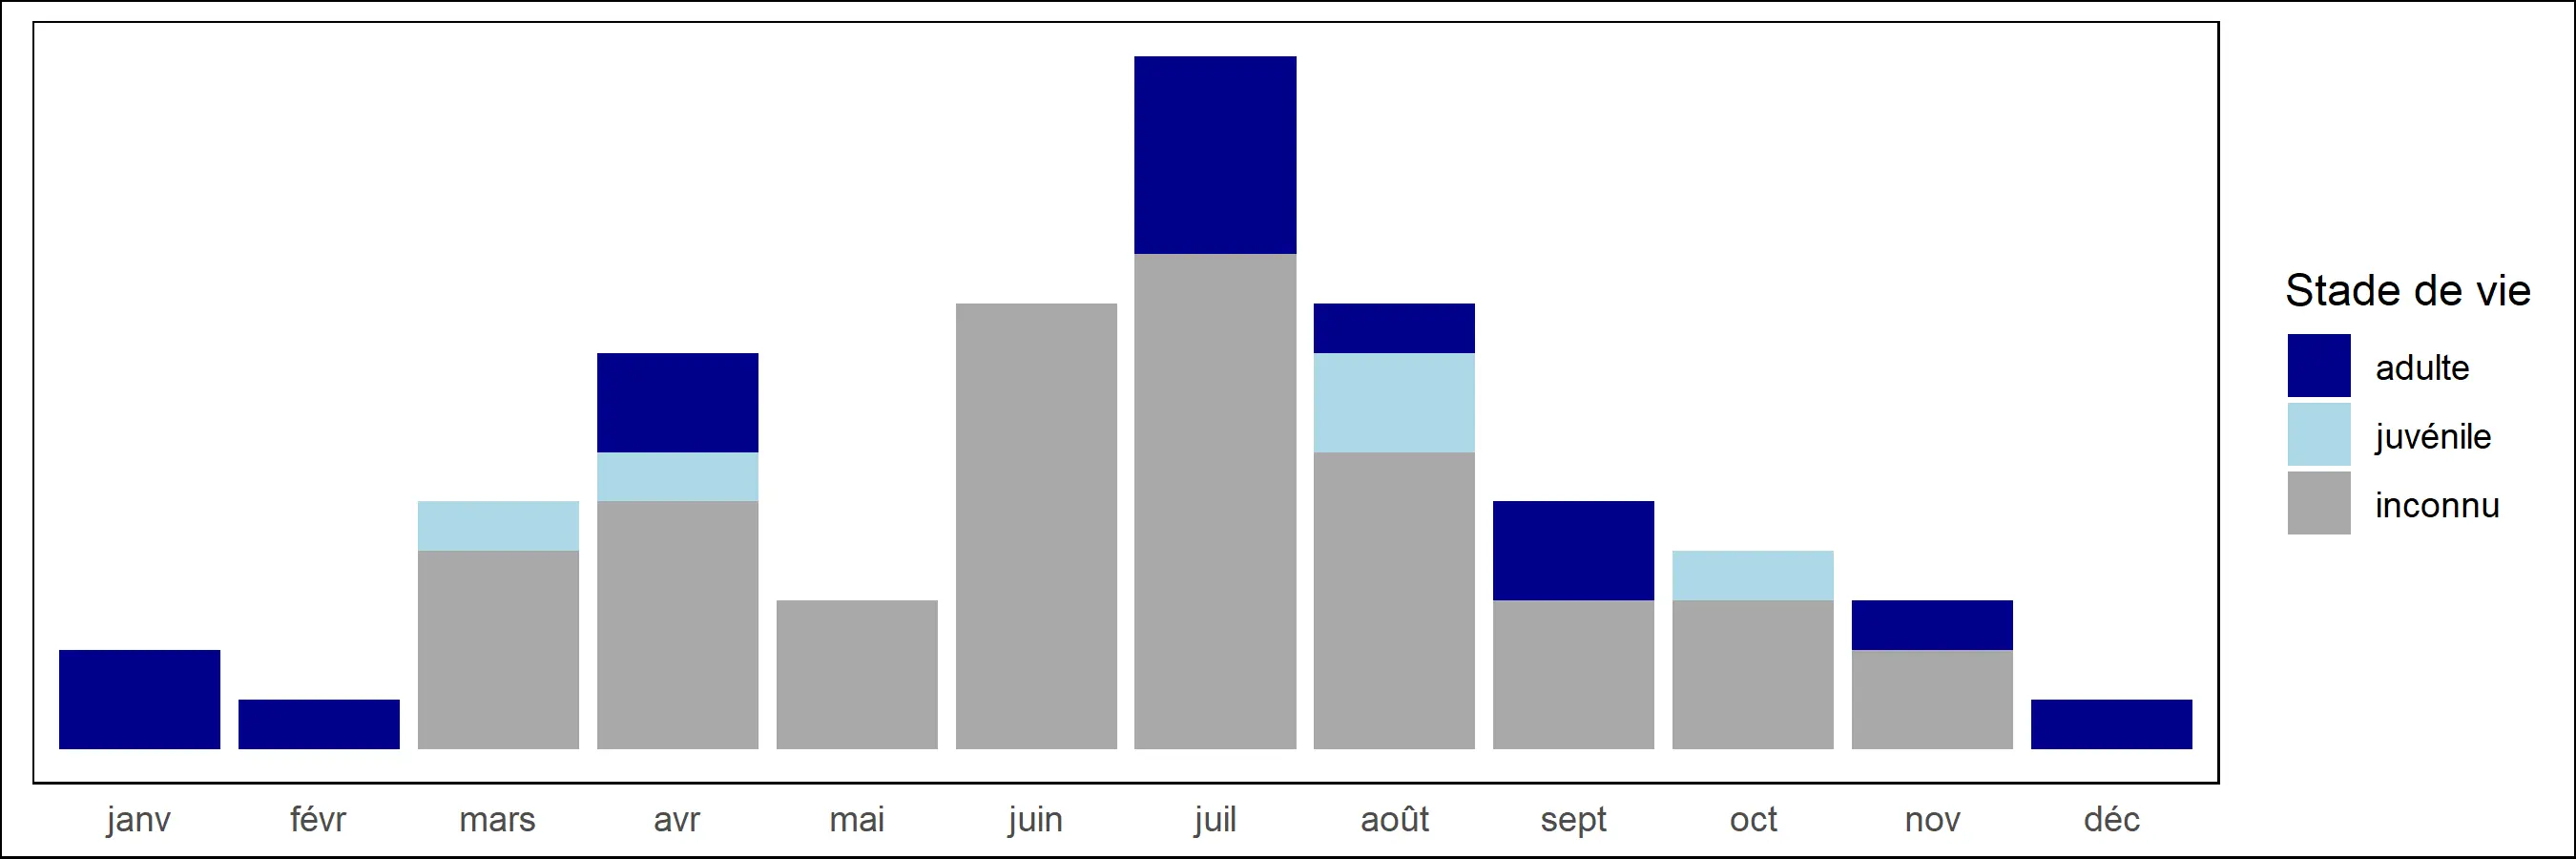 Stade de vie
adulte
juvénile
inconnu
janv févr mars avr mai juin juil août sept oct nov déc